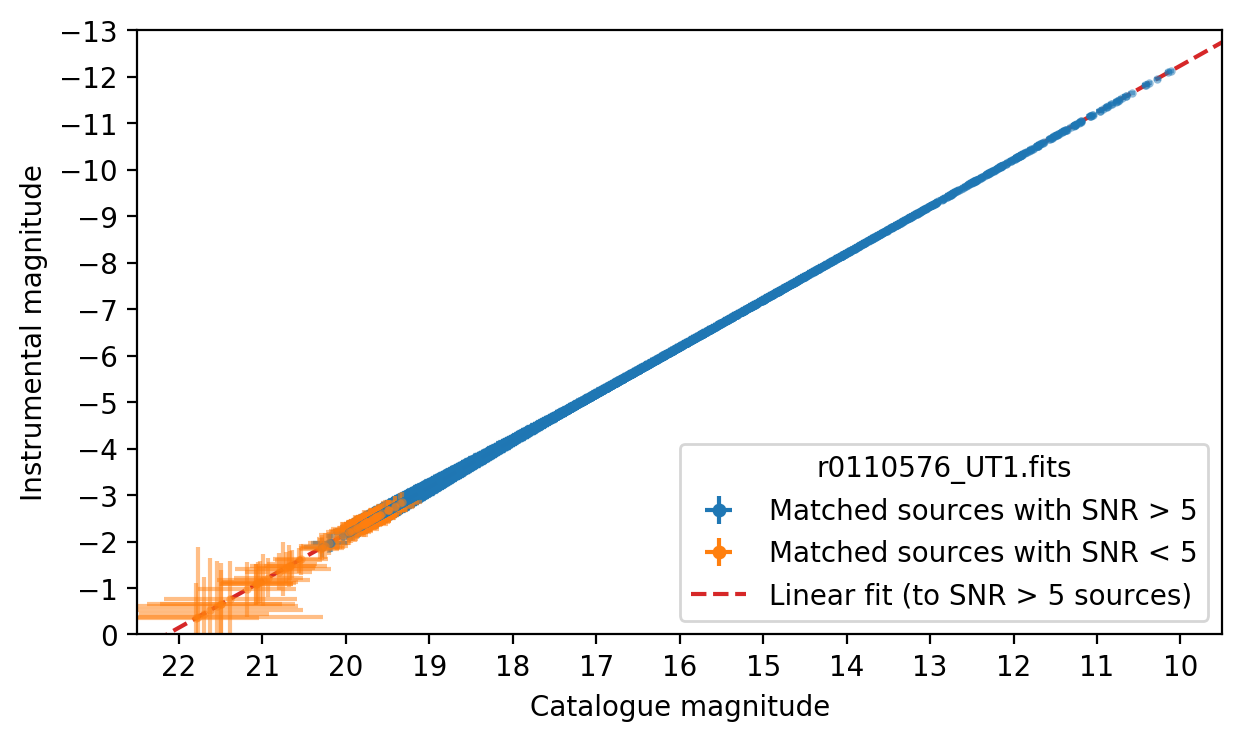 −13
−12
−11
−10
−9
−8
−7
−6
−5
−4
−3
−2
−1
0
Instrumental magnitude
r0110576_UT1.fits
Matched sources with SNR > 5
Matched sources with SNR < 5
Linear fit (to SNR > 5 sources)
22 21 20 19 18 17 16 15 14 13 12 11 10
Catalogue magnitude